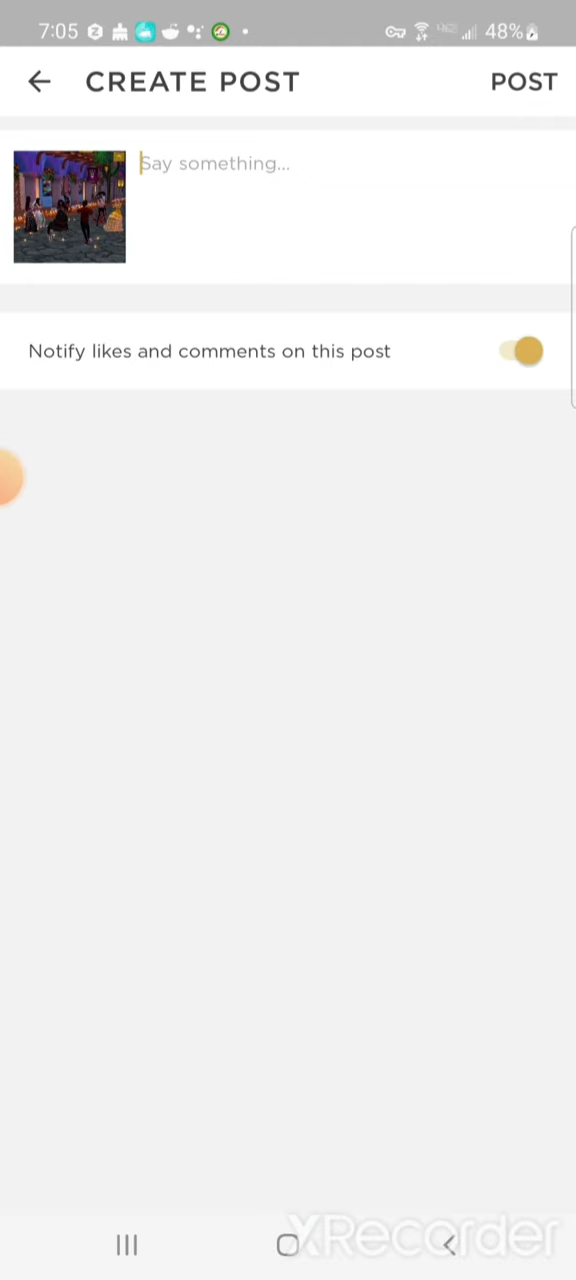 7:05 48%
CREATE POST POST
Say something...
Notify likes and comments on this post
XRecorder